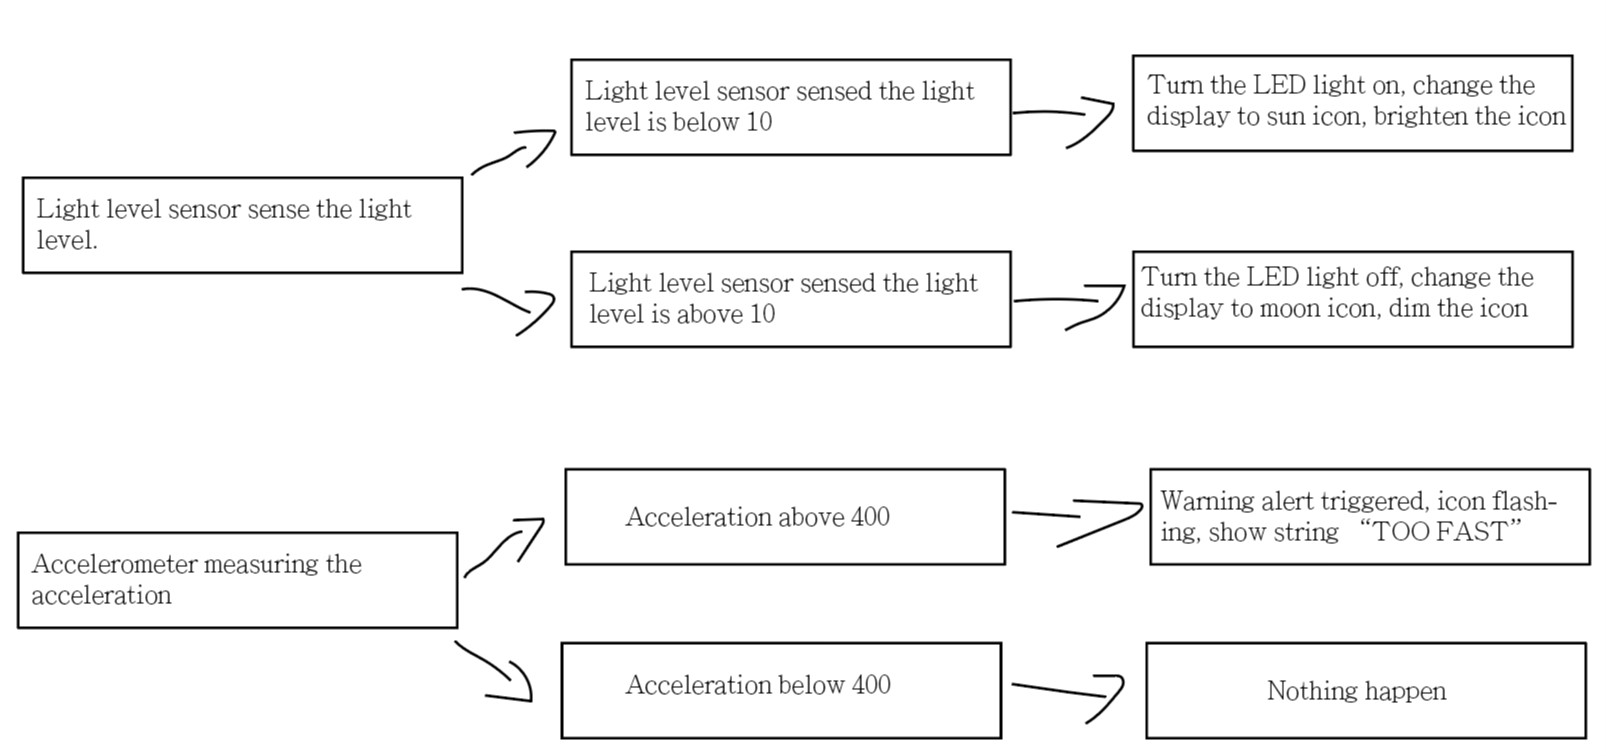 Light level sensor sensed the light
level is below 10
Turn the LED light on, change the
display to sun icon, brighten the icon
Light level sensor sense the light
level.
Light level sensor sensed the light
level is above 10
Turn the LED light off, change the
display to moon icon, dim the icon
Acceleration above 400
Warning alert triggered, icon flash-
ing, show string “TOO FAST”
Accelerometer measuring the
acceleration
Acceleration below 400
Nothing happen